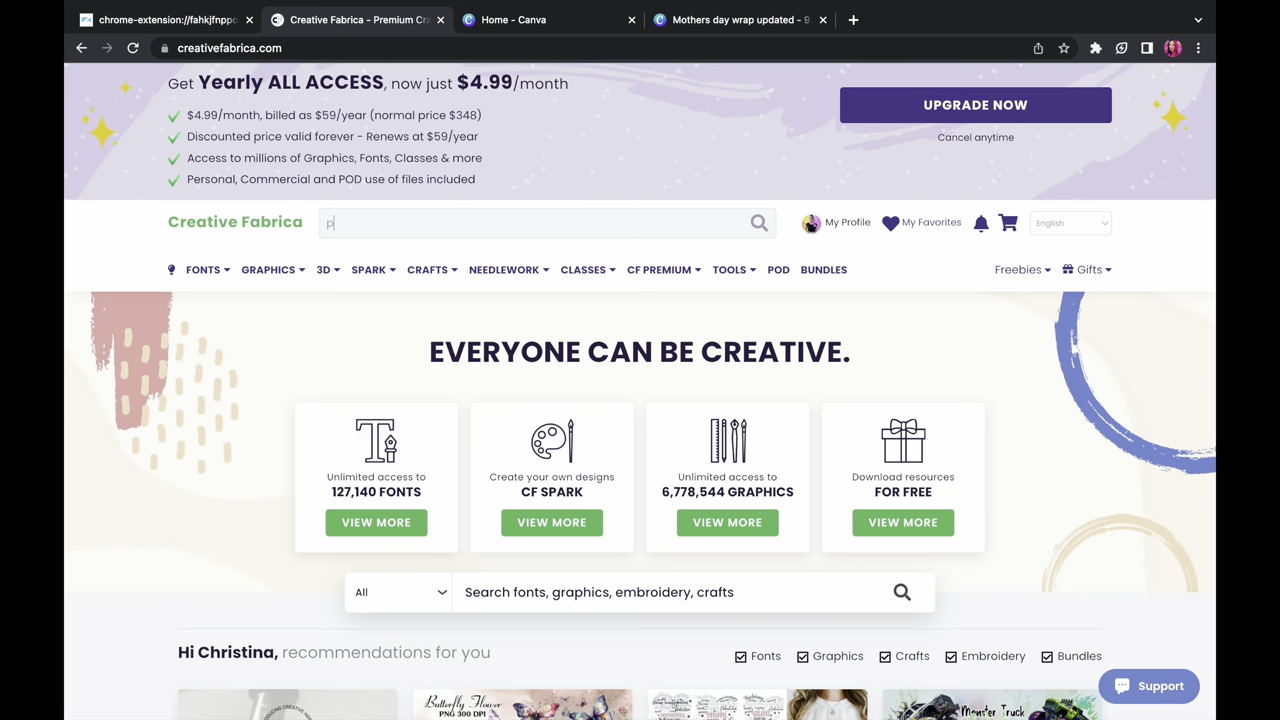 chrome-extension://fahkjfnppo
Creative Fabrica - Premium Cra
Home - Canva
Mothers day wrap updated - 9
creativefabrica.com
Get Yearly ALL ACCESS, now just $4.99/month
$4.99/month, billed as $59/year (normal price $348)
Discounted price valid forever - Renews at $59/year
Access to millions of Graphics, Fonts, Classes & more
Personal, Commercial and POD use of files included
UPGRADE NOW
Cancel anytime
Creative Fabrica
p
My Profile
My Favorites
English
FONTS GRAPHICS 3D SPARK CRAFTS NEEDLEWORK CLASSES CF PREMIUM TOOLS POD BUNDLES
Freebies Gifts
EVERYONE CAN BE CREATIVE.
Unlimited access to
127,140 FONTS
VIEW MORE
Create your own designs
CF SPARK
VIEW MORE
Unlimited access to
6,778,544 GRAPHICS
VIEW MORE
Download resources
FOR FREE
VIEW MORE
All
Search fonts, graphics, embroidery, crafts
Hi Christina, recommendations for you
Fonts Graphics Crafts Embroidery Bundles
Support
Butterfly Flower
PNG 300 DPI
Monster Truck